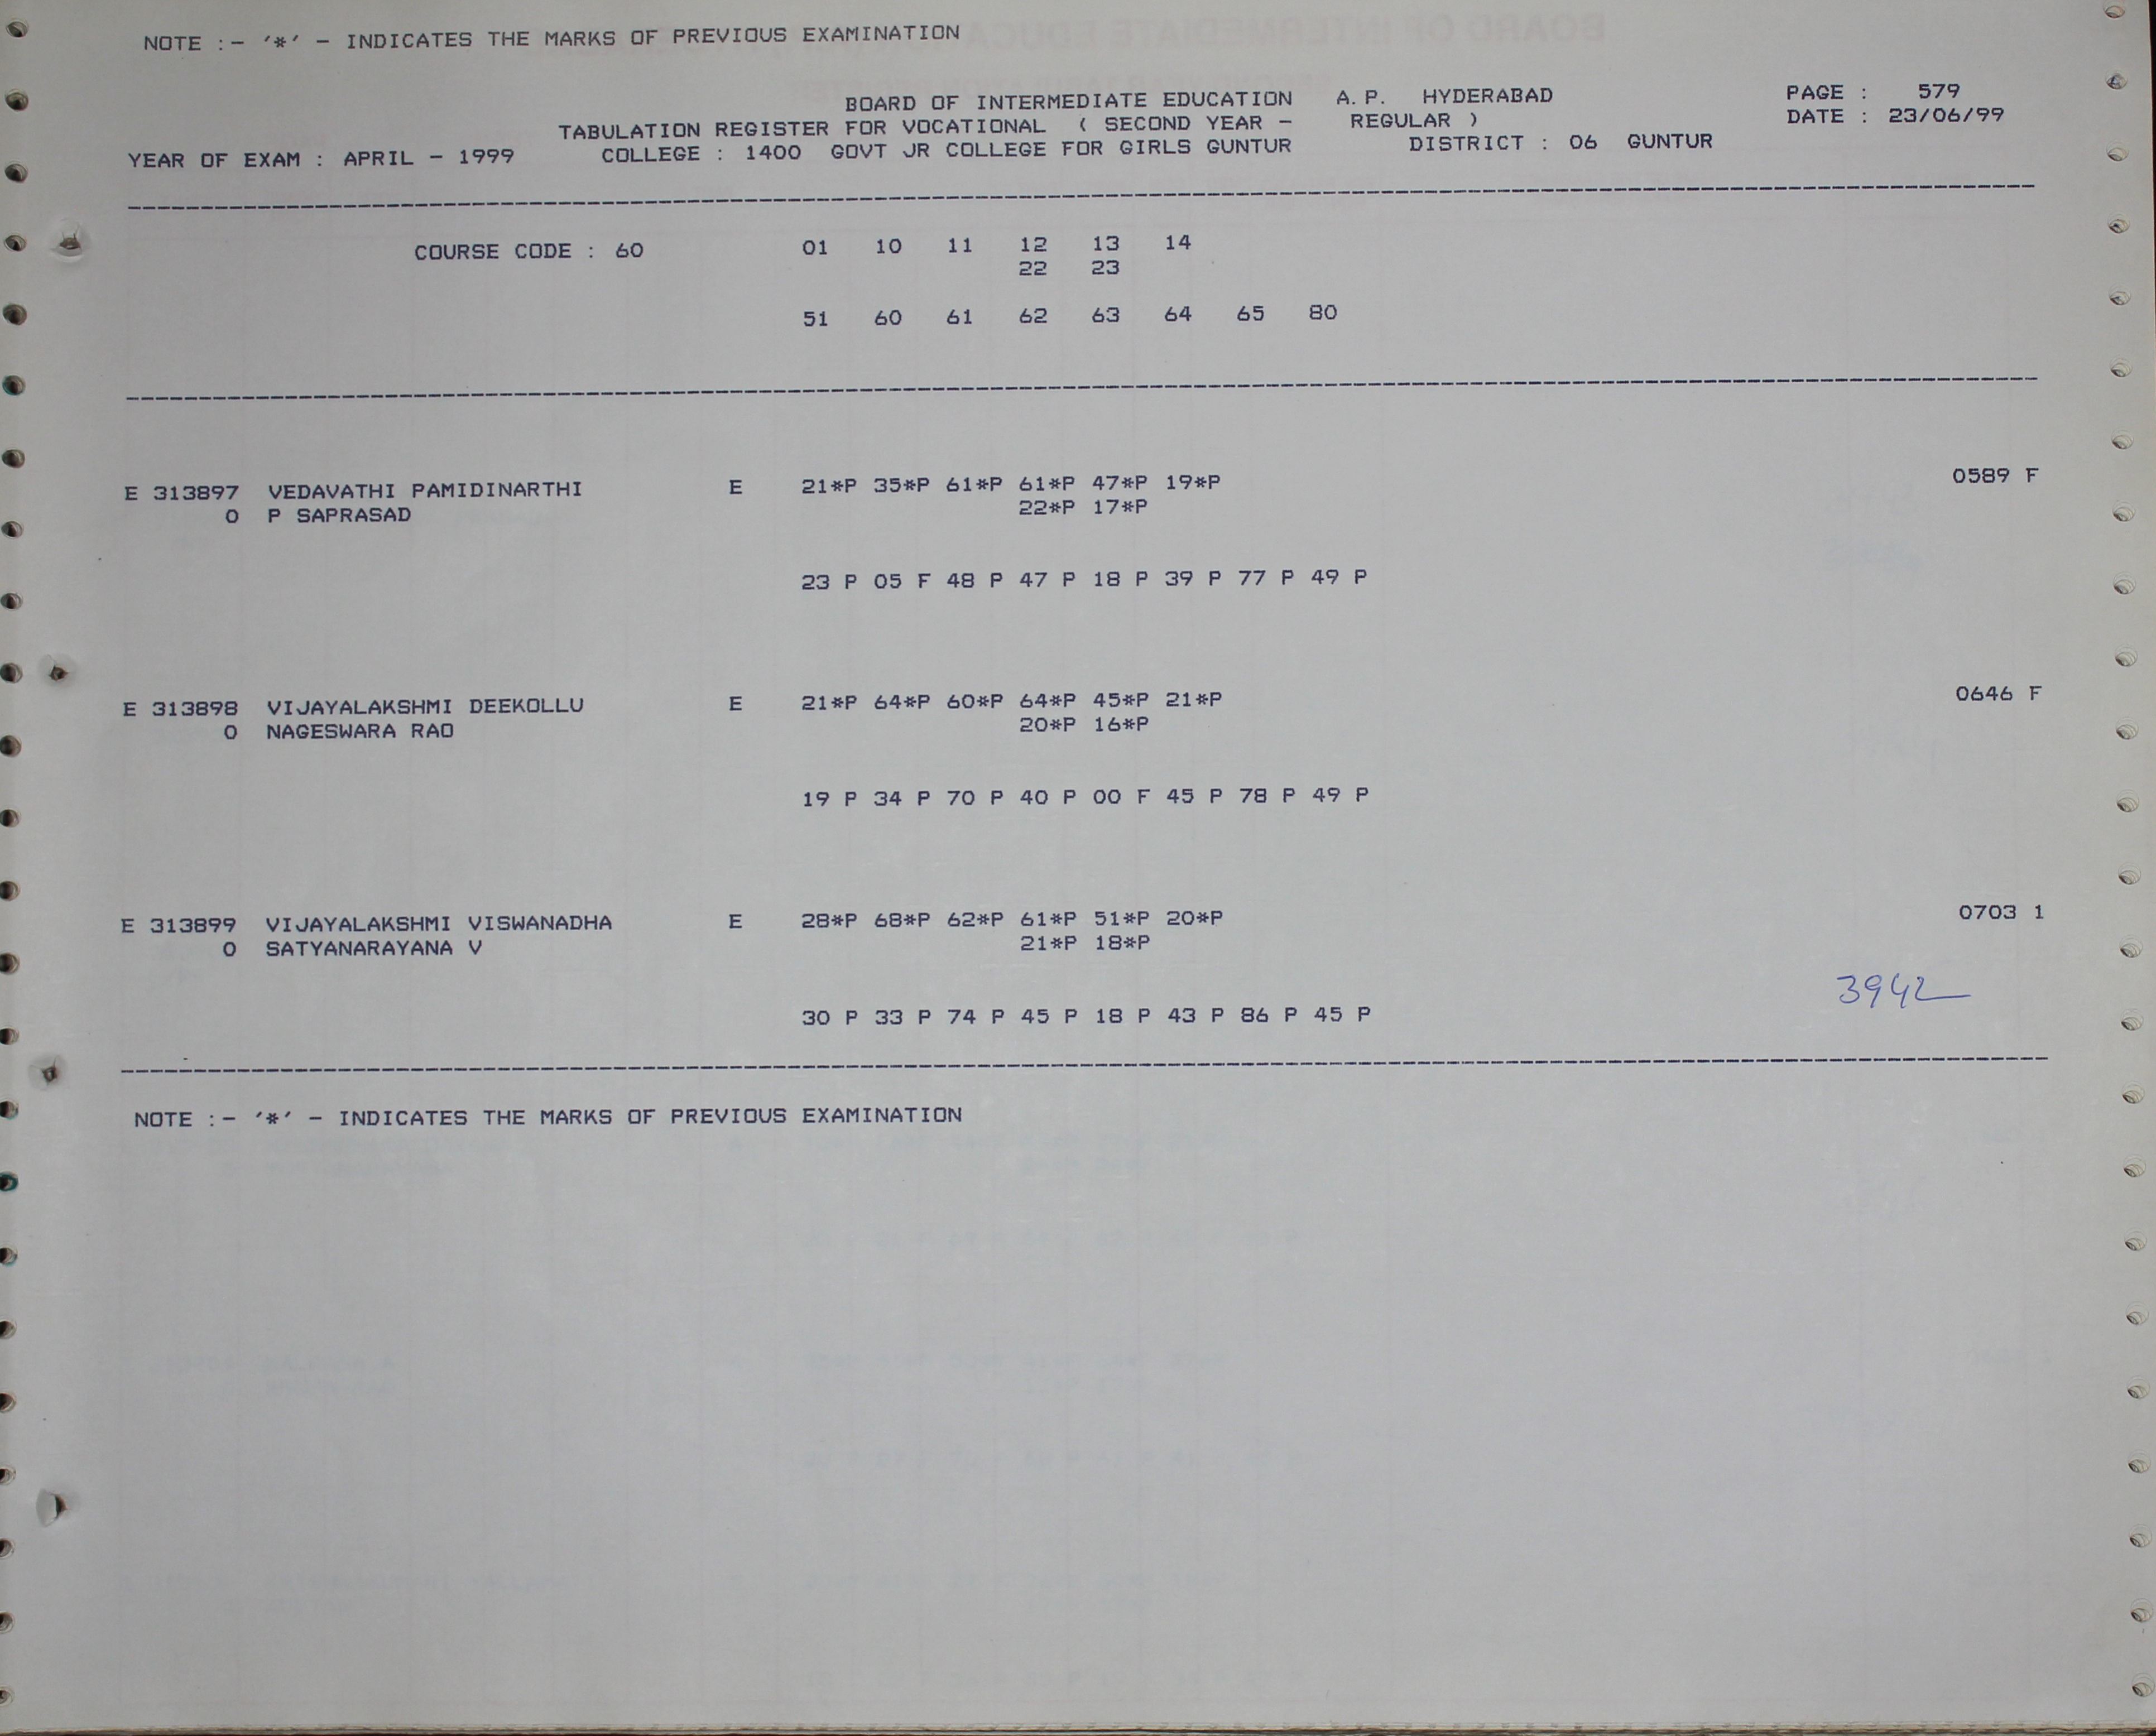 NOTE :- '*' - INDICATES THE MARKS OF PREVIOUS EXAMINATION
BOARD OF INTERMEDIATE EDUCATION A.P. HYDERABAD PAGE : 579
TABULATION REGISTER FOR VOCATIONAL ( SECOND YEAR - REGULAR ) DATE : 23/06/99
YEAR OF EXAM : APRIL - 1999 COLLEGE : 1400 GOVT JR COLLEGE FOR GIRLS GUNTUR DISTRICT : 06 GUNTUR
COURSE CODE : 60 01 10 11 12 13 14
22 23
51 60 61 62 63 64 65 80
E 313897 VEDAVATHI PAMIDINARTHI E 21*P 35*P 61*P 61*P 47*P 19*P 0589 F
0 P SAPRASAD 22*P 17*P
23 P 05 F 48 P 47 P 18 P 39 P 77 P 49 P
E 313898 VIJAYALAKSHMI DEEKOLLU E 21*P 64*P 60*P 64*P 45*P 21*P 0646 F
0 NAGESWARA RAO 20*P 16*P
19 P 34 P 70 P 40 P 00 F 45 P 78 P 49 P
E 313899 VIJAYALAKSHMI VISWANADHA E 28*P 68*P 62*P 61*P 51*P 20*P 0703 1
0 SATYANARAYANA V 21*P 18*P
3942
30 P 33 P 74 P 45 P 18 P 43 P 86 P 45 P
NOTE :- '*' - INDICATES THE MARKS OF PREVIOUS EXAMINATION